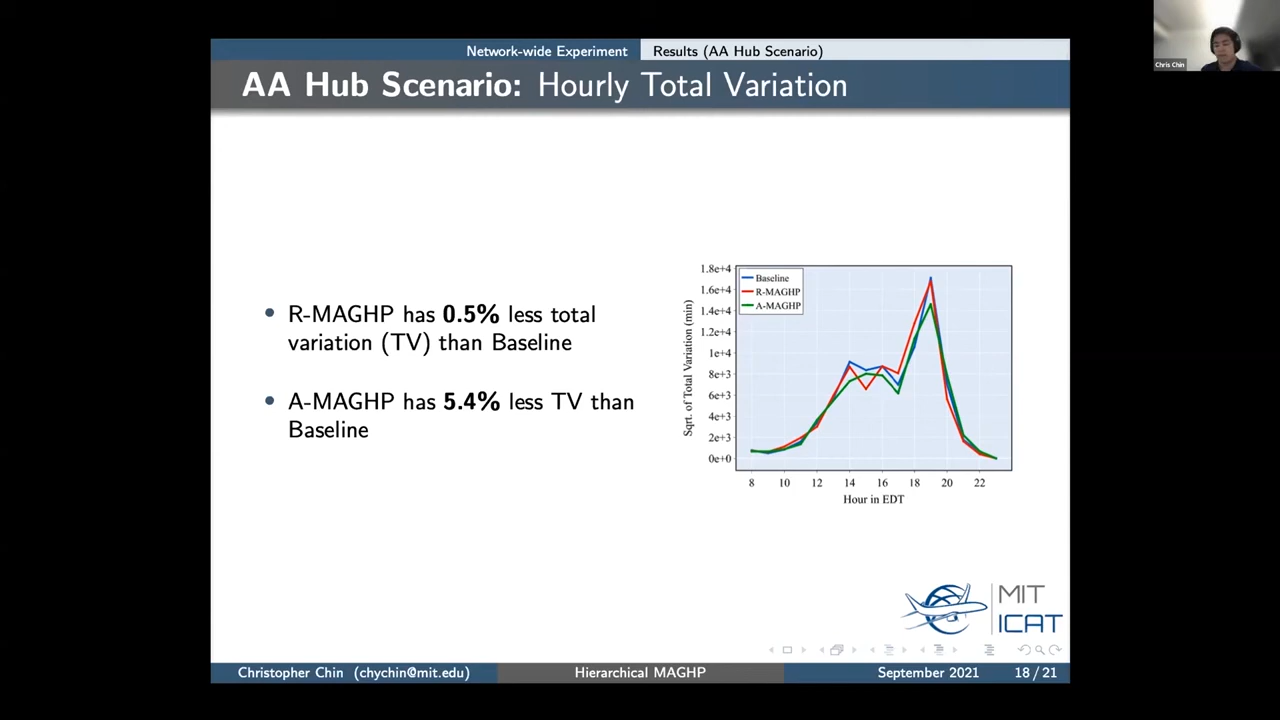 Network-wide Experiment
Results (AA Hub Scenario)
AA Hub Scenario: Hourly Total Variation
Chris Chin
R-MAGHP has 0.5% less total
variation (TV) than Baseline
A-MAGHP has 5.4% less TV than
Baseline
Sqrt. of Total Variation (min)
1.8e+4
1.6e+4
1.4e+4
1.2e+4
1e+4
8e+3
6e+3
4e+3
2e+3
0e+0
Baseline
R-MAGHP
A-MAGHP
8 10 12 14 16 18 20 22
Hour in EDT
MIT
ICAT
Christopher Chin (chychin@mit.edu)
Hierarchical MAGHP
September 2021
18 / 21